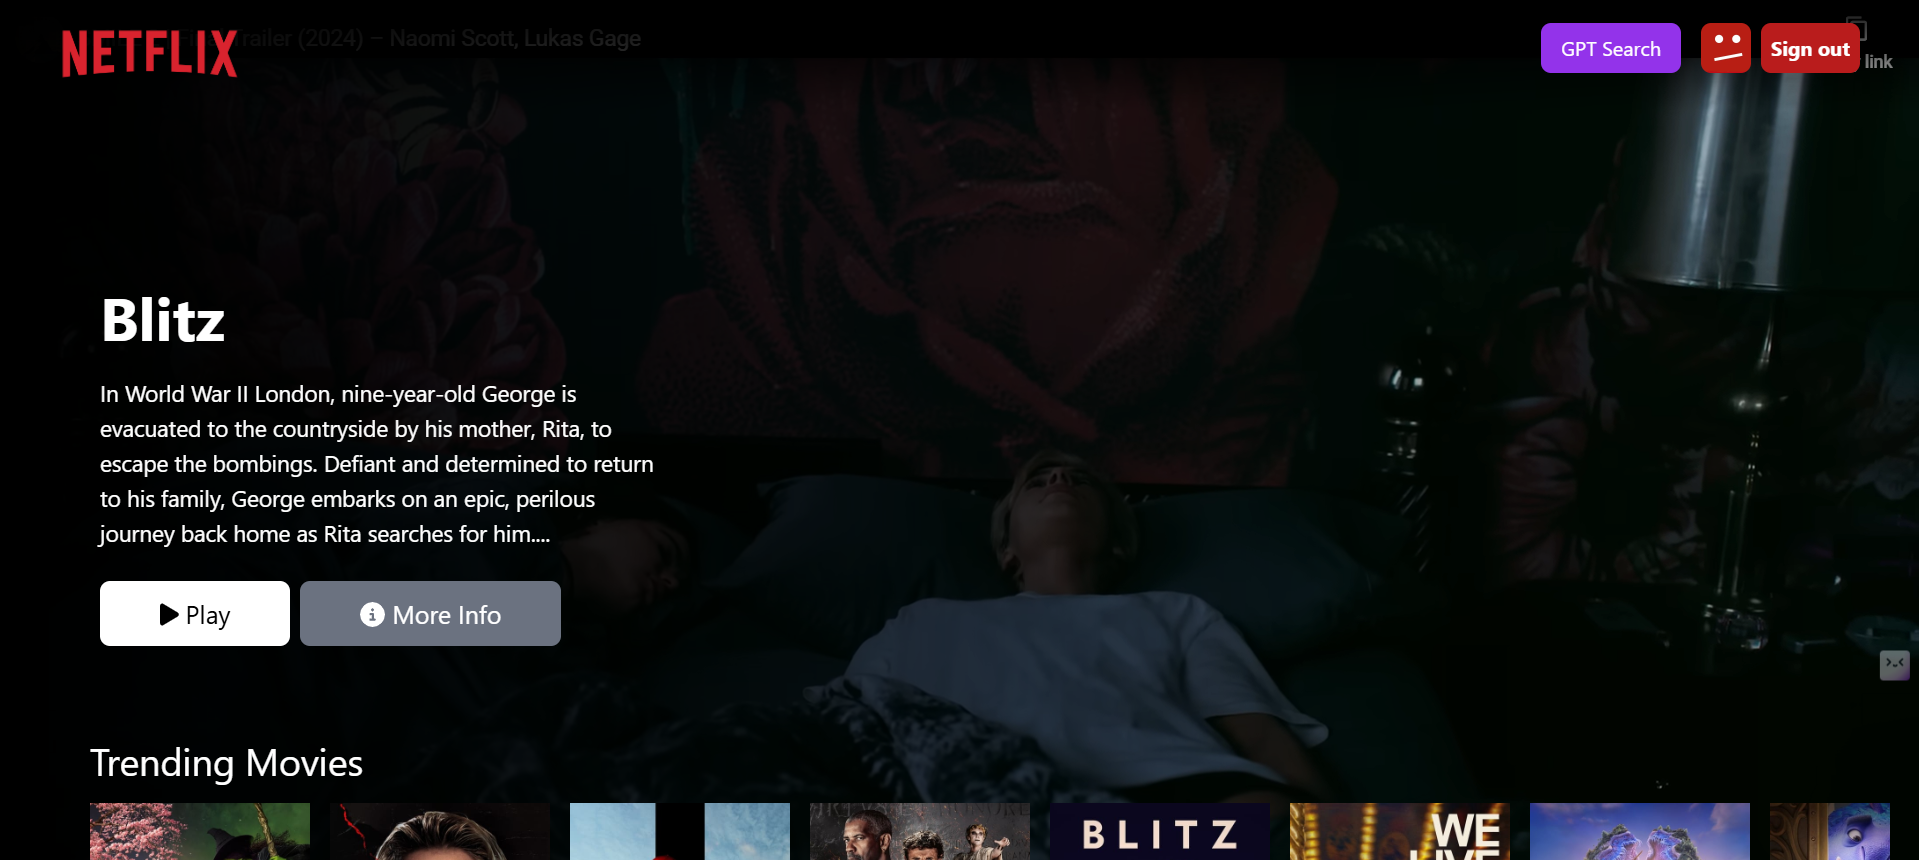 NETFLIX
railer (2024) – Naomi Scott, Lukas Gage
GPT Search
Sign out
link
Blitz
In World War II London, nine-year-old George is
evacuated to the countryside by his mother, Rita, to
escape the bombings. Defiant and determined to return
to his family, George embarks on an epic, perilous
journey back home as Rita searches for him....
Play
More Info
Trending Movies
BLITZ
WE